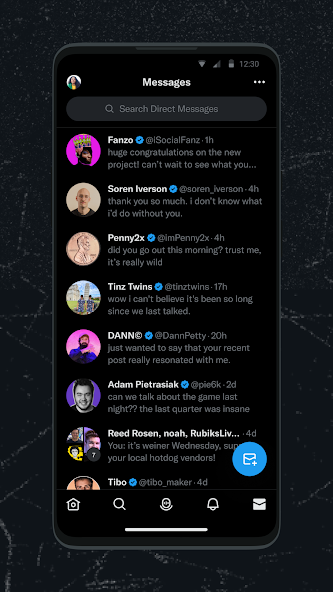 12:30
Messages
Search Direct Messages
Fanzo @iSocialFanz · 1h
huge congratulations on the new
project! can't wait to see what you...
Soren Iverson @soren_iverson · 4h
thank you so much. i don't know what
i'd do without you.
Penny2x @imPenny2x · 4h
did you go out this morning? trust me,
it's really wild
Tinz Twins @tinztwins · 17h
wow i can't believe it's been so long
since we last talked.
DANN© @DannPetty · 20h
just wanted to say that your recent
post really resonated with me.
Adam Pietrasiak @pie6k · 2d
can we talk about the game last
night?? the last quarter was insane
Reed Rosen, noah, RubiksLiv... · 4d
You: it's weiner Wednesday, sup
your local hotdog vendors!
7
Tibo @tibo_maker · 4d